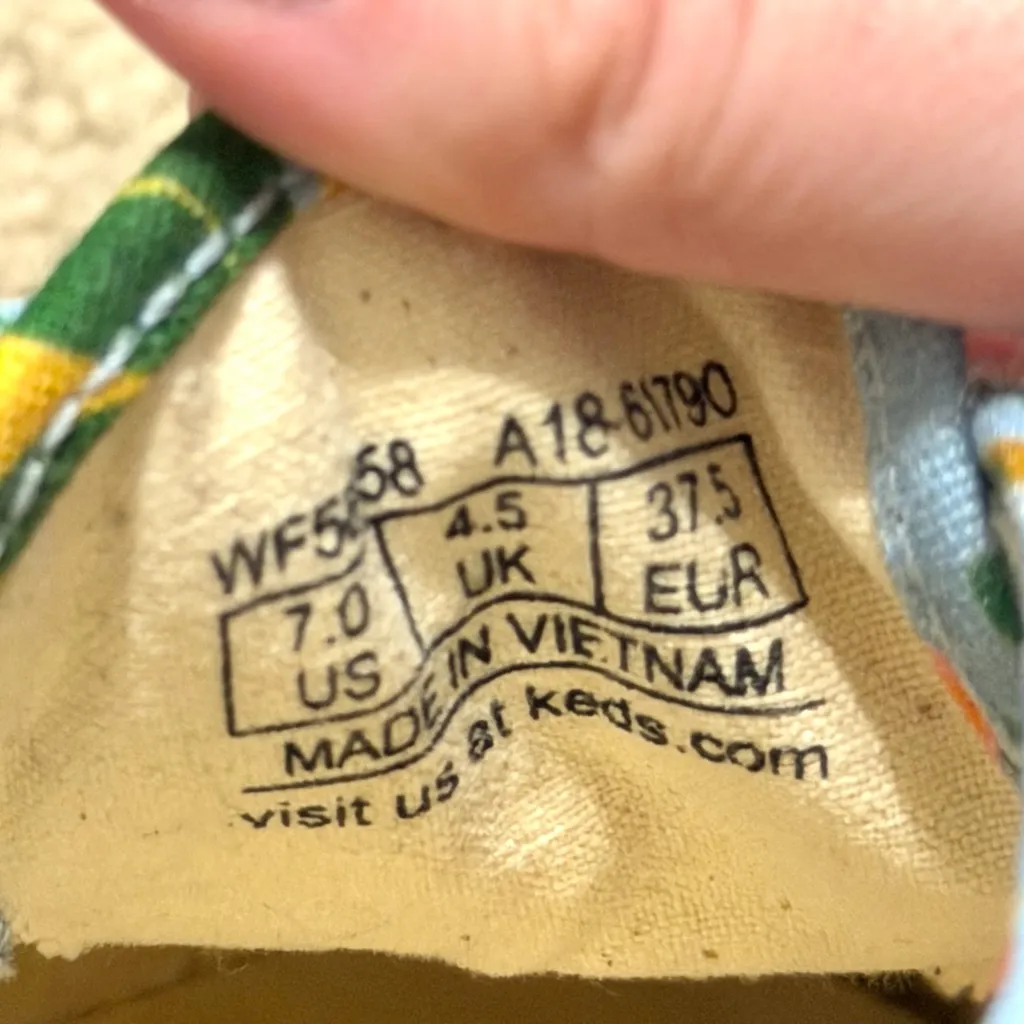 A18-61790
7.0 4.5 37.5
US UK EUR
MADE IN VIETNAM
visit us at keds.com